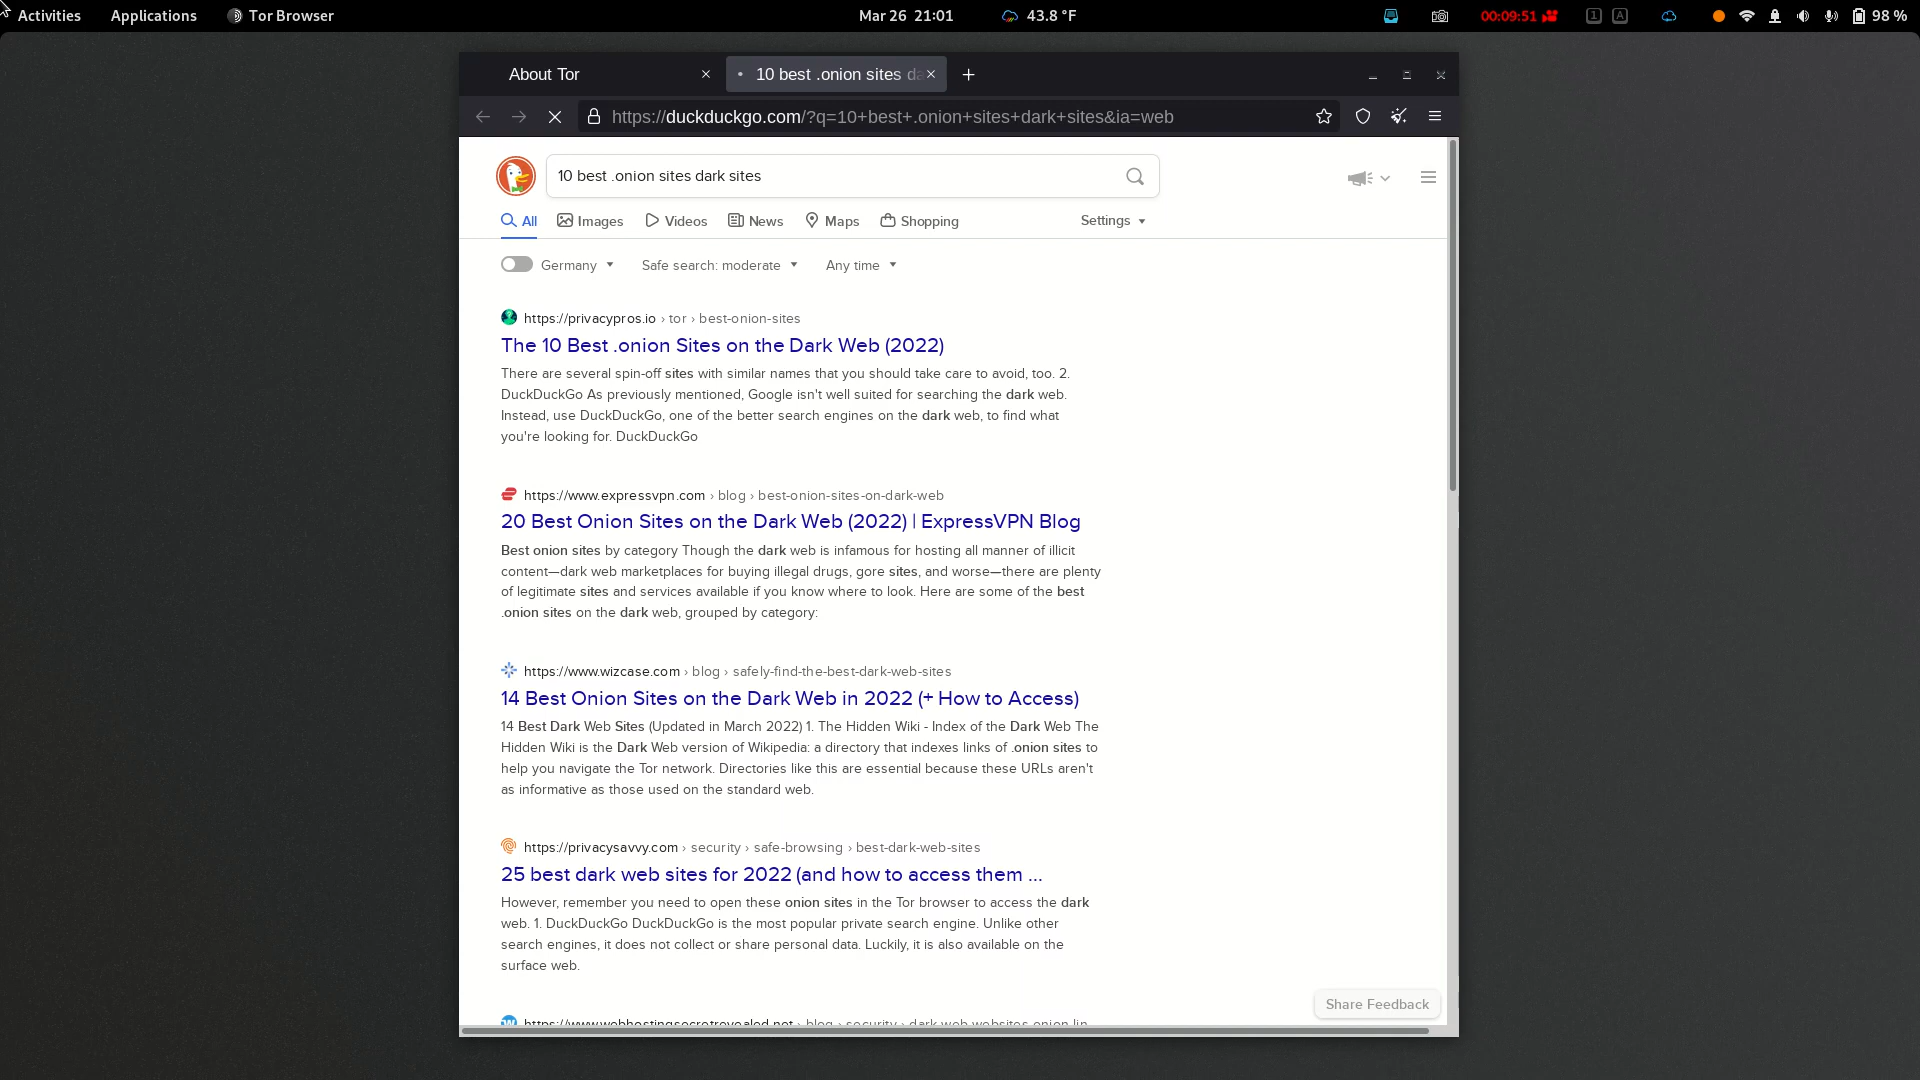 Activities Applications Tor Browser Mar 26 21:01 43.8 °F 00:09:51 1 A 98 %
About Tor 10 best .onion sites da
https://duckduckgo.com/?q=10+best+.onion+sites+dark+sites&ia=web
10 best .onion sites dark sites
All Images Videos News Maps Shopping Settings
Germany Safe search: moderate Any time
https://privacypros.io › tor › best-onion-sites
The 10 Best .onion Sites on the Dark Web (2022)
There are several spin-off sites with similar names that you should take care to avoid, too. 2.
DuckDuckGo As previously mentioned, Google isn't well suited for searching the dark web.
Instead, use DuckDuckGo, one of the better search engines on the dark web, to find what
you're looking for. DuckDuckGo
https://www.expressvpn.com › blog › best-onion-sites-on-dark-web
20 Best Onion Sites on the Dark Web (2022) | ExpressVPN Blog
Best onion sites by category Though the dark web is infamous for hosting all manner of illicit
content—dark web marketplaces for buying illegal drugs, gore sites, and worse—there are plenty
of legitimate sites and services available if you know where to look. Here are some of the best
.onion sites on the dark web, grouped by category:
https://www.wizcase.com › blog › safely-find-the-best-dark-web-sites
14 Best Onion Sites on the Dark Web in 2022 (+ How to Access)
14 Best Dark Web Sites (Updated in March 2022) 1. The Hidden Wiki - Index of the Dark Web The
Hidden Wiki is the Dark Web version of Wikipedia: a directory that indexes links of .onion sites to
help you navigate the Tor network. Directories like this are essential because these URLs aren't
as informative as those used on the standard web.
https://privacysavvy.com › security › safe-browsing › best-dark-web-sites
25 best dark web sites for 2022 (and how to access them ...
However, remember you need to open these onion sites in the Tor browser to access the dark
web. 1. DuckDuckGo DuckDuckGo is the most popular private search engine. Unlike other
search engines, it does not collect or share personal data. Luckily, it is also available on the
surface web.
Share Feedback
https://www.webhostingsecretrevealed.net › blog › security › dark-web-websites-onion-lin